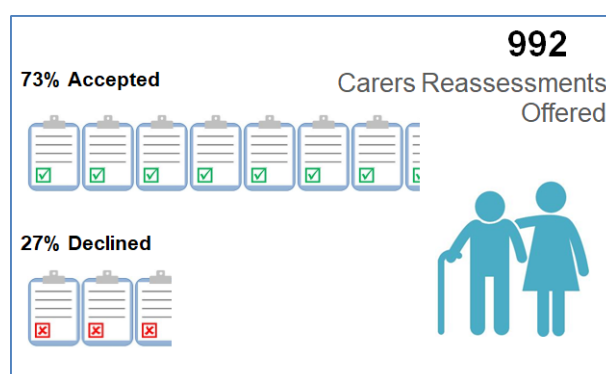 992
73% Accepted
Carers Reassessments
Offered
27% Declined